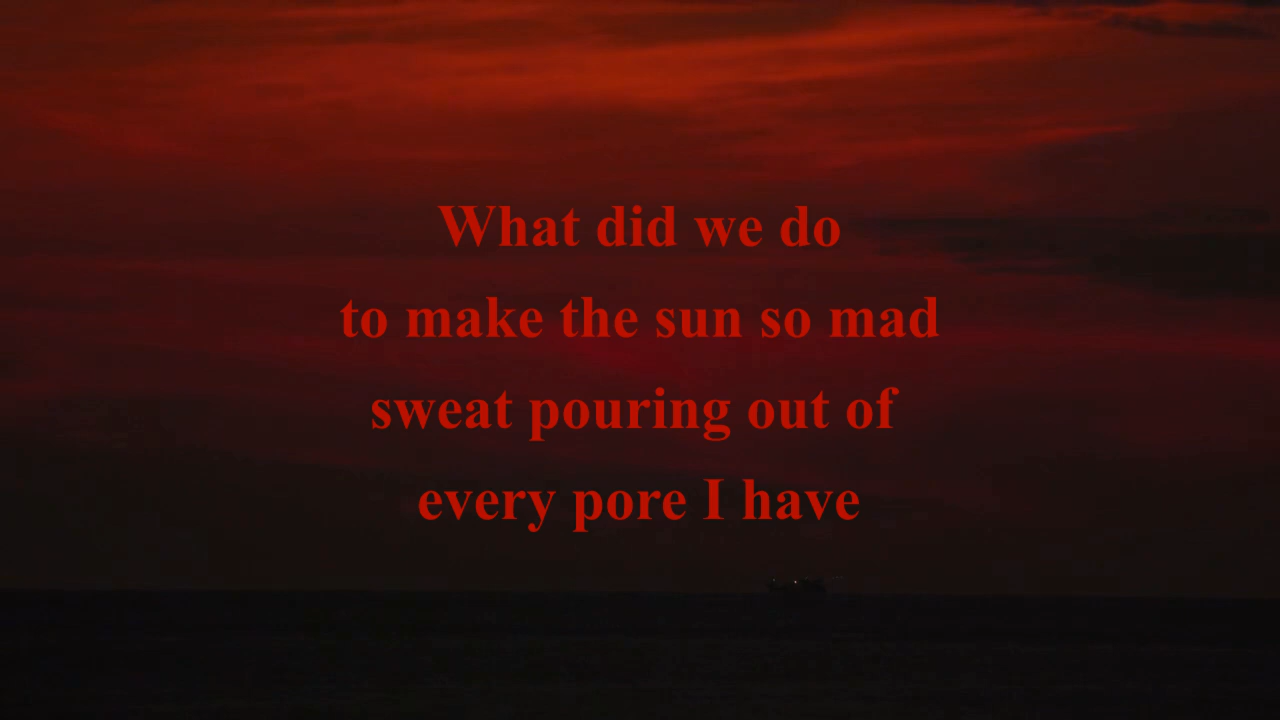 What did we do
to make the sun so mad
sweat pouring out of
every pore I have